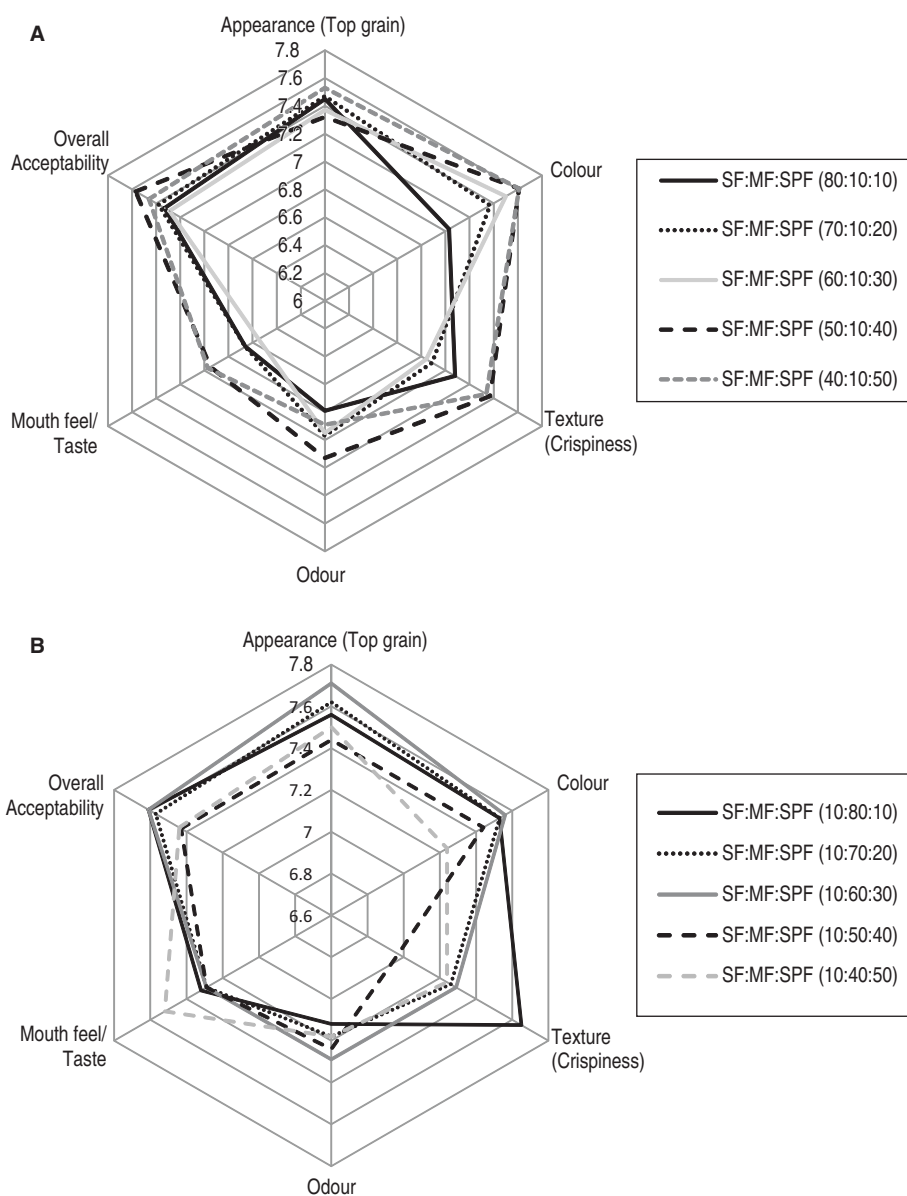 A
Appearance (Top grain)
7.8
7.6
7.4
7.2
7
6.8
6.6
6.4
6.2
6
Overall
Acceptability
Colour
Mouth feel/
Taste
Texture
(Crispiness)
Odour
SF:MF:SPF (80:10:10)
SF:MF:SPF (70:10:20)
SF:MF:SPF (60:10:30)
SF:MF:SPF (50:10:40)
SF:MF:SPF (40:10:50)
B
Appearance (Top grain)
7.8
7.6
7.4
7.2
7
6.8
6.6
Overall
Acceptability
Colour
Mouth feel/
Taste
Texture
(Crispiness)
Odour
SF:MF:SPF (10:80:10)
SF:MF:SPF (10:70:20)
SF:MF:SPF (10:60:30)
SF:MF:SPF (10:50:40)
SF:MF:SPF (10:40:50)